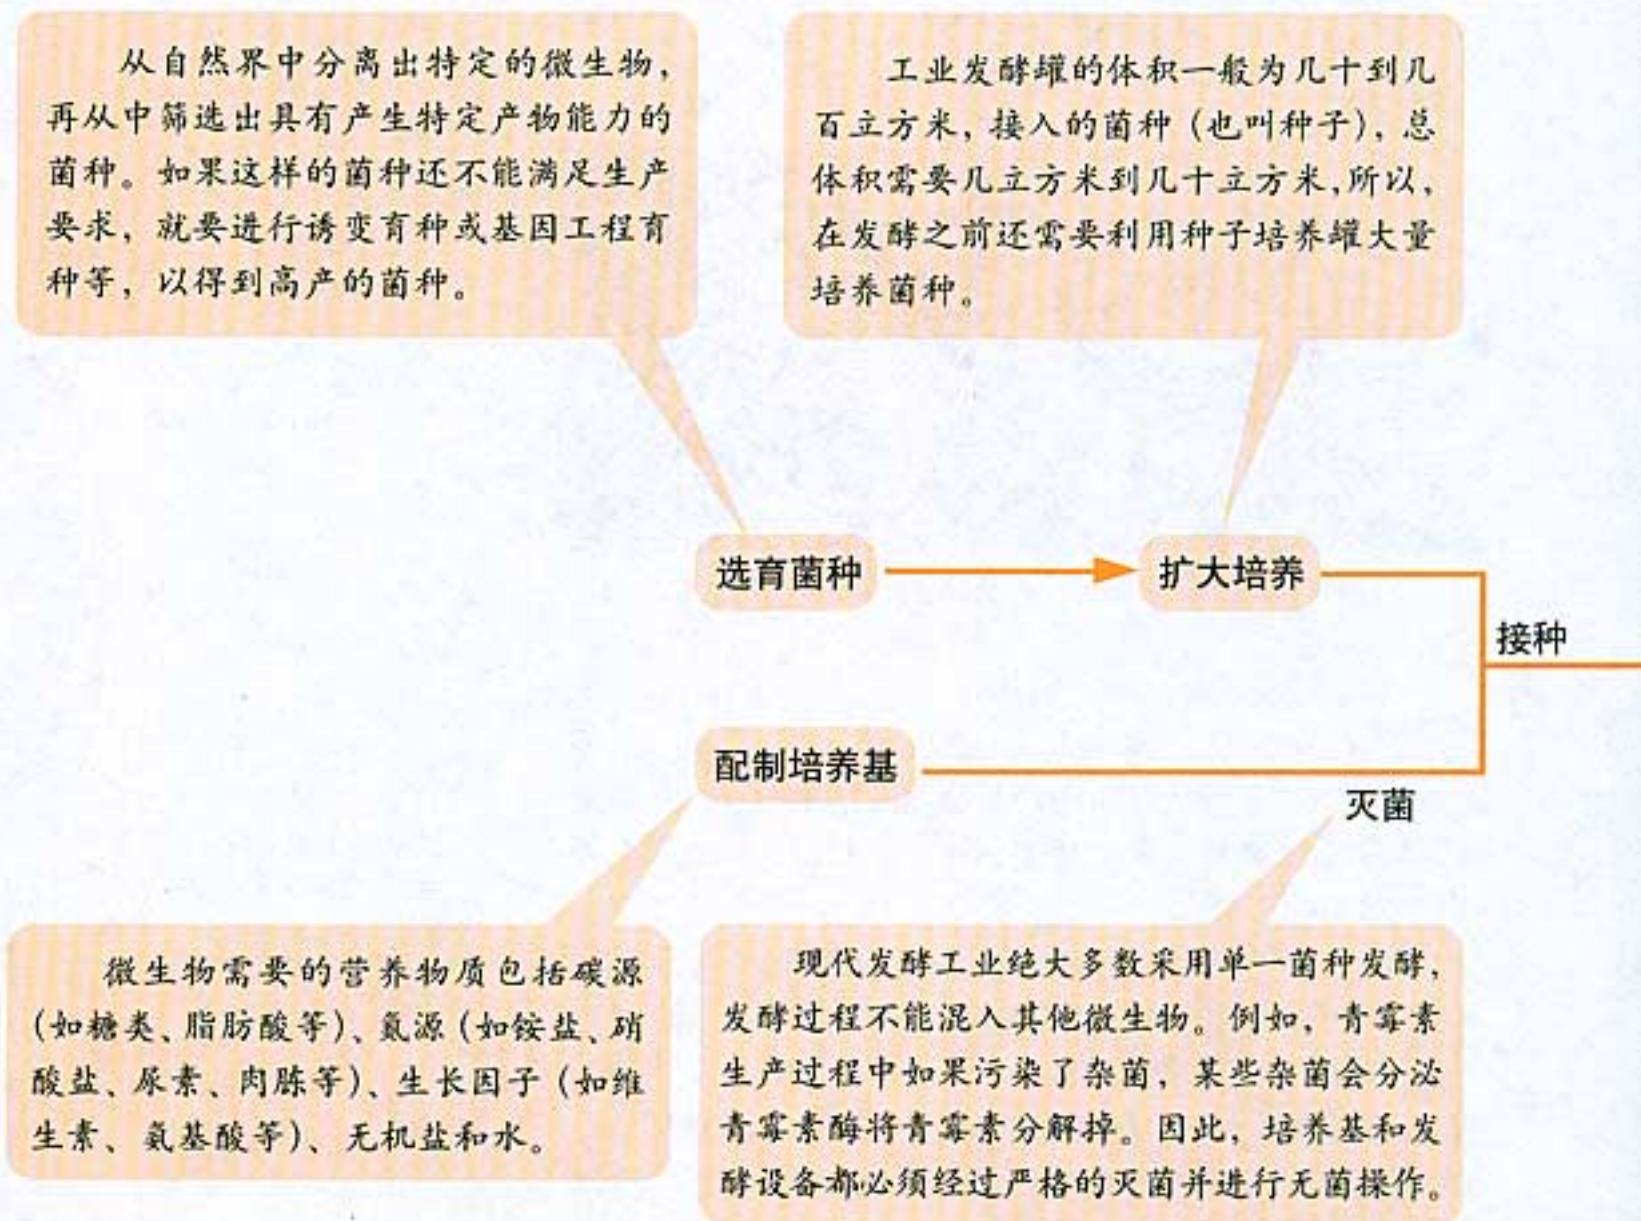 从自然界中分离出特定的微生物,
再从中筛选出具有产生特定产物能力的
菌种。如果这样的菌种还不能满足生产
要求，就要进行诱变育种或基因工程育
种等，以得到高产的菌种。
工业发酵罐的体积一般为几十到几
百立方米，接入的菌种（也叫种子），总
体积需要几立方米到几十立方米,所以,
在发酵之前还需要利用种子培养罐大量
培养菌种。
选育菌种
扩大培养
接种
配制培养基
灭菌
微生物需要的营养物质包括碳源
（如糖类、脂肪酸等）、氮源（如铵盐、硝
酸盐、尿素、肉胨等）、生长因子（如维
生素、氨基酸等）、无机盐和水。
现代发酵工业绝大多数采用单一菌种发酵,
发酵过程不能混入其他微生物。例如，青霉素
生产过程中如果污染了杂菌，某些杂菌会分泌
青霉素酶将青霉素分解掉。因此，培养基和发
酵设备都必须经过严格的灭菌并进行无菌操作。